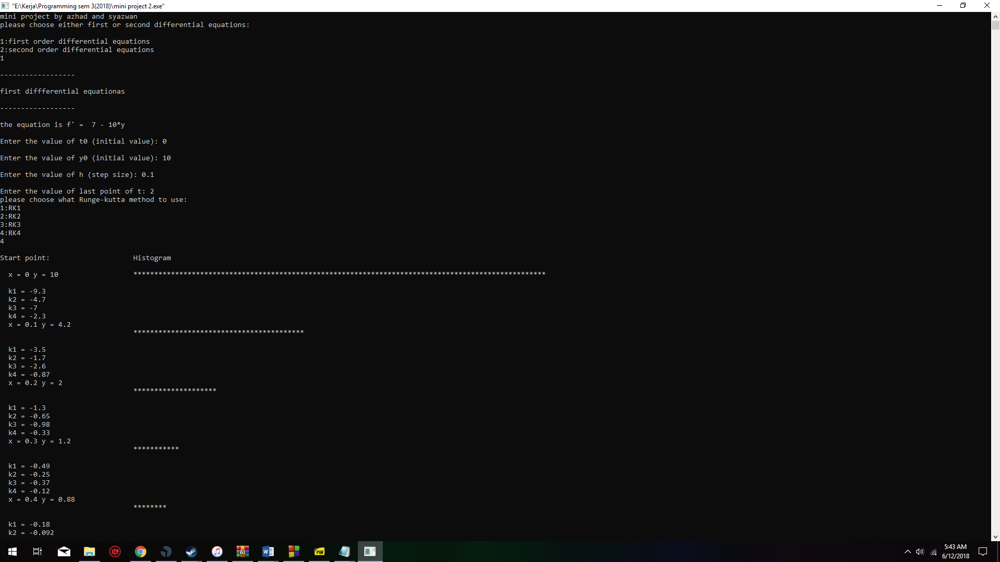 "E:\Kerja\Programming sem 3(2018)\mini project 2.exe"
mini project by azhad and syazwan
please choose either first or second differential equations:
1:first order differential equations
2:second order differential equations
1
------------------
first diffferential equationas
------------------
the equation is f' =  7 - 10*y
Enter the value of t0 (initial value): 0
Enter the value of y0 (initial value): 10
Enter the value of h (step size): 0.1
Enter the value of last point of t: 2
please choose what Runge-kutta method to use:
1:RK1
2:RK2
3:RK3
4:RK4
4
Start point:                    Histogram
x = 0 y = 10                  ***************************************************************************************************
k1 = -9.3
k2 = -4.7
k3 = -7
k4 = -2.3
x = 0.1 y = 4.2
*****************************************
k1 = -3.5
k2 = -1.7
k3 = -2.6
k4 = -0.87
x = 0.2 y = 2
********************
k1 = -1.3
k2 = -0.65
k3 = -0.98
k4 = -0.33
x = 0.3 y = 1.2
***********
k1 = -0.49
k2 = -0.25
k3 = -0.37
k4 = -0.12
x = 0.4 y = 0.88
********
k1 = -0.18
k2 = -0.092
PDF
5:43 AM
6/12/2018